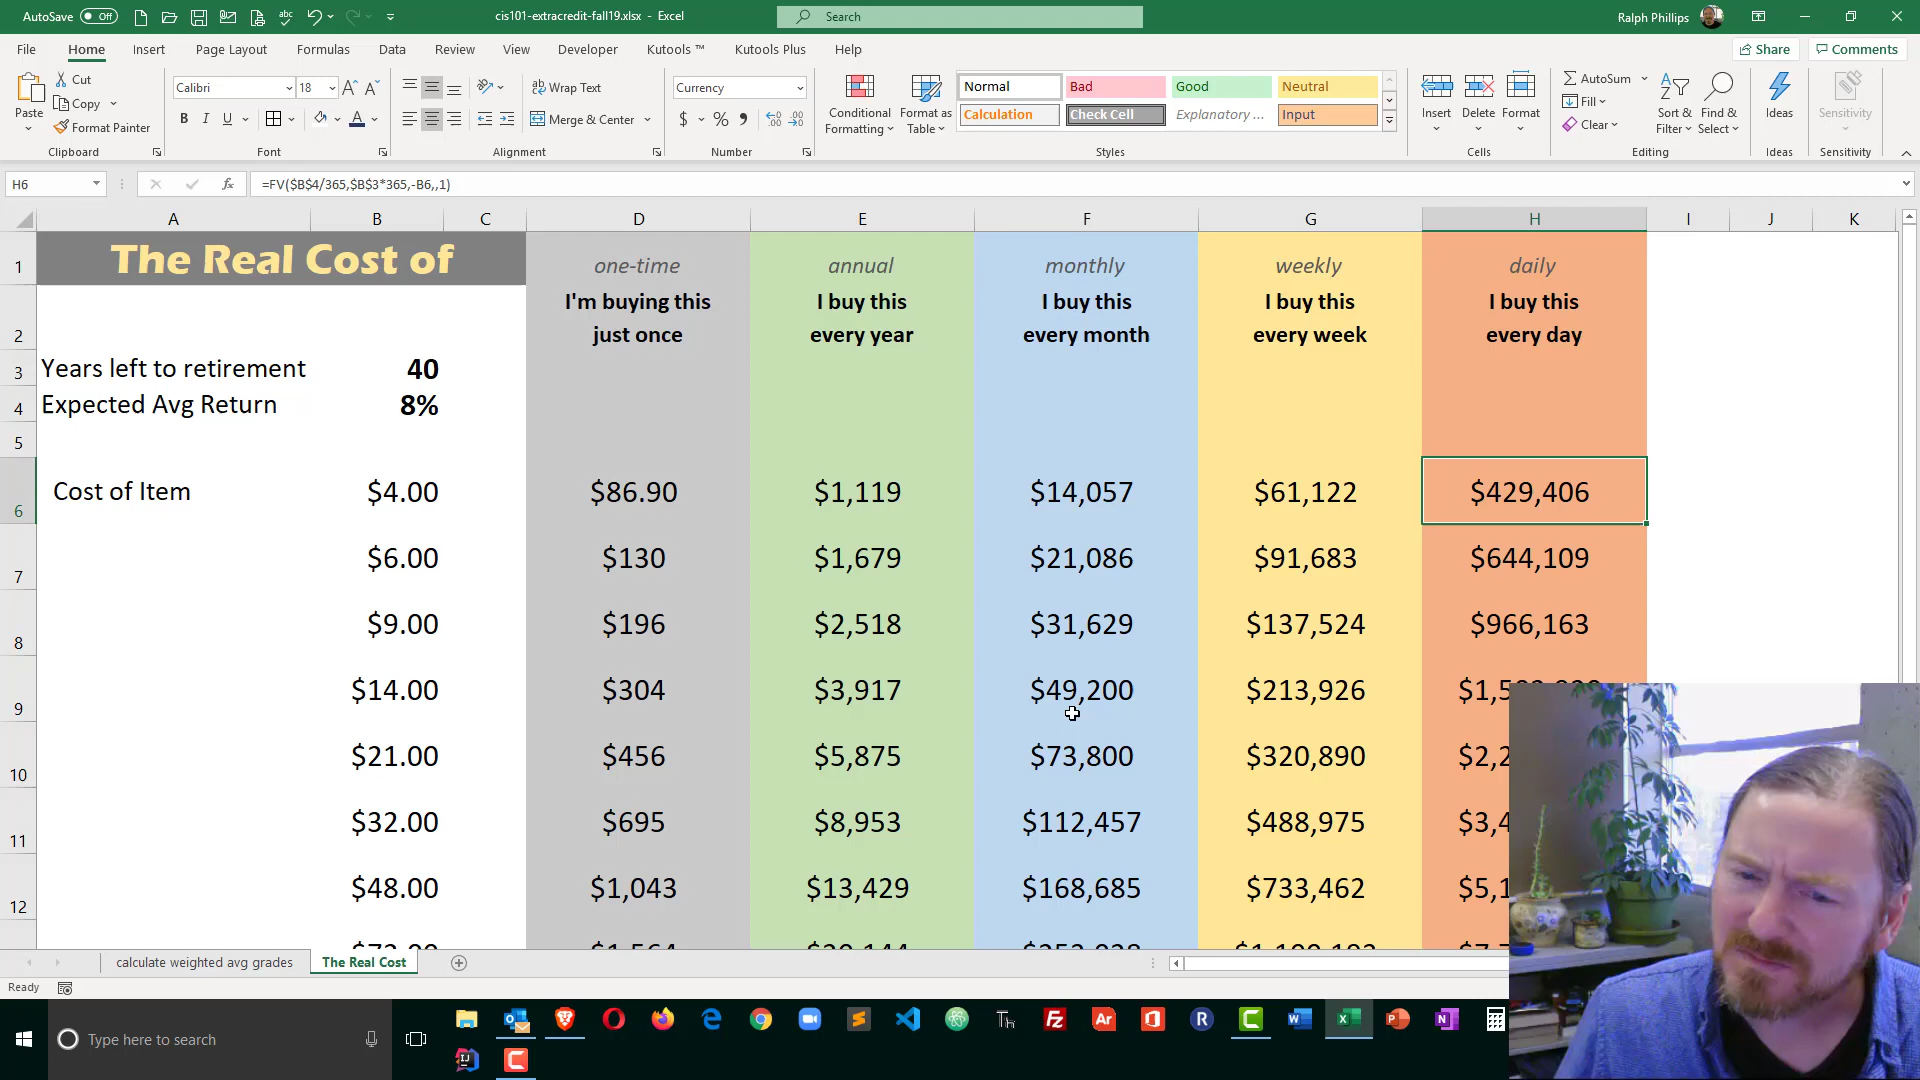 AutoSave Off abc cis101-extracredit-fall19.xlsx - Excel Search Ralph Phillips
File Home Insert Page Layout Formulas Data Review View Developer Kutools ™ Kutools Plus Help Share Comments
Paste Cut Copy Format Painter
Clipboard
Calibri 18 A A
B I U A
Font
ab Wrap Text
Merge & Center
Alignment
Currency
$ % ,
Number
Conditional Formatting Format as Table
Normal Bad Good Neutral
Calculation Check Cell Explanatory ... Input
Styles
Insert Delete Format
Cells
AutoSum
Fill
Clear
Sort & Filter Find & Select
Editing
Ideas
Ideas
Sensitivity
Sensitivity
H6 fx =FV($B$4/365,$B$3*365,-B6,,1)
A B C D E F G H I J K
1 The Real Cost of one-time annual monthly weekly daily
2 I'm buying this just once I buy this every year I buy this every month I buy this every week I buy this every day
3 Years left to retirement 40
4 Expected Avg Return 8%
5
6 Cost of Item $4.00 $86.90 $1,119 $14,057 $61,122 $429,406
7 $6.00 $130 $1,679 $21,086 $91,683 $644,109
8 $9.00 $196 $2,518 $31,629 $137,524 $966,163
9 $14.00 $304 $3,917 $49,200 $213,926
10 $21.00 $456 $5,875 $73,800 $320,890
11 $32.00 $695 $8,953 $112,457 $488,975
12 $48.00 $1,043 $13,429 $168,685 $733,462
calculate weighted avg grades The Real Cost
Ready
Type here to search